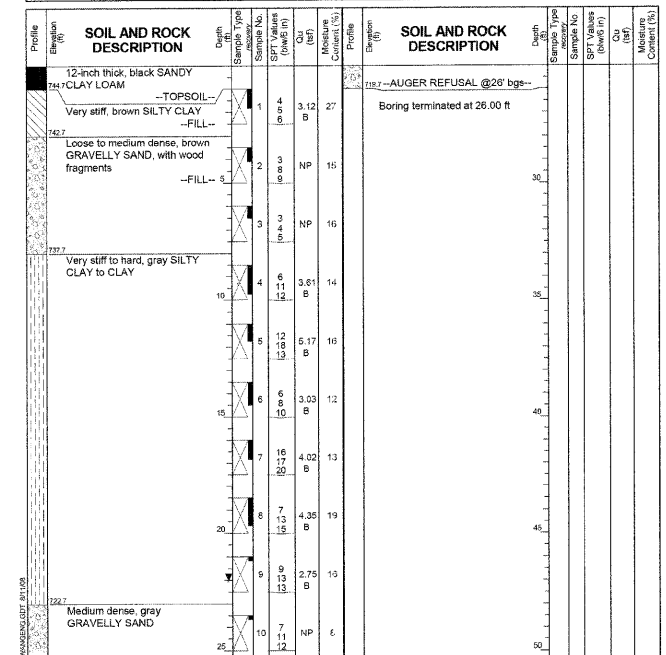 Profile
Elevation (ft)
SOIL AND ROCK DESCRIPTION
Depth (ft)
Sample Type
recovery
Sample No.
SPT Values (blw/6 in)
Qu (tsf)
Moisture Content (%)
12-inch thick, black SANDY
744.7 CLAY LOAM
--TOPSOIL--
Very stiff, brown SILTY CLAY
--FILL--
1 4 5 6 3.12 B 27
742.7
Loose to medium dense, brown
GRAVELLY SAND, with wood
fragments
--FILL-- 5
2 3 8 9 NP 15
3 3 4 5 NP 16
737.7
Very stiff to hard, gray SILTY
CLAY to CLAY
10
4 6 11 12 3.61 B 14
5 12 18 13 5.17 B 16
15
6 6 8 10 3.03 B 12
7 16 17 20 4.02 B 13
20
8 7 13 15 4.35 B 19
9 9 13 13 2.75 B 16
722.7
Medium dense, gray
GRAVELLY SAND
25
10 7 11 12 NP
WANGENG.GDT 8/11/08
Profile
Elevation (ft)
SOIL AND ROCK DESCRIPTION
Depth (ft)
Sample Type
recovery
Sample No
SPT Values (blw/6 in)
Qu (tsf)
Moisture Content (%)
719.7 --AUGER REFUSAL @26' bgs--
Boring terminated at 26.00 ft
30
35
40
45
50